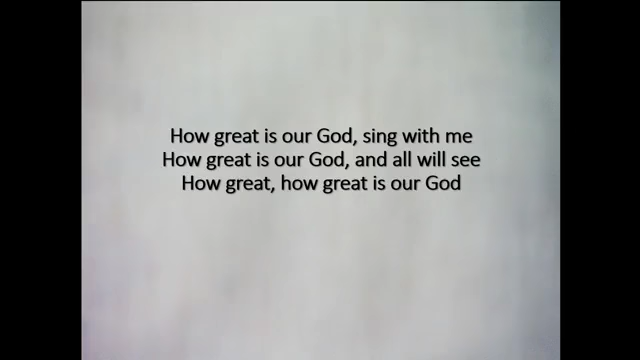 How great is our God, sing with me
How great is our God, and all will see
How great, how great is our God